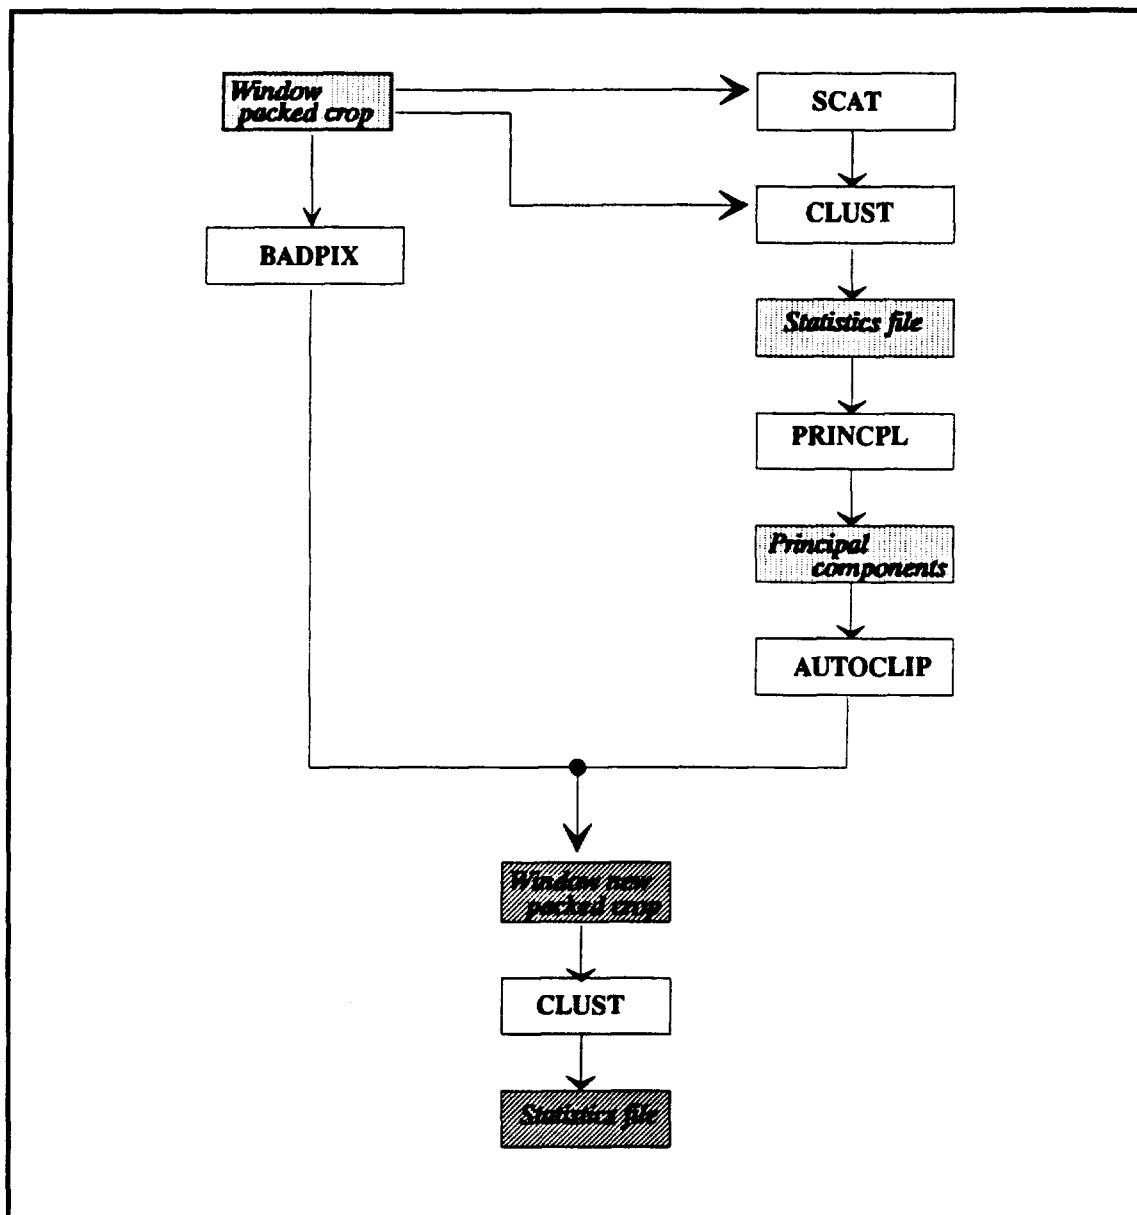 Window
packed crop
SCAT
CLUST
BADPIX
Statistics file
PRINCPL
Principal
components
AUTOCLIP
Window new
packed crop
CLUST
Statistics file